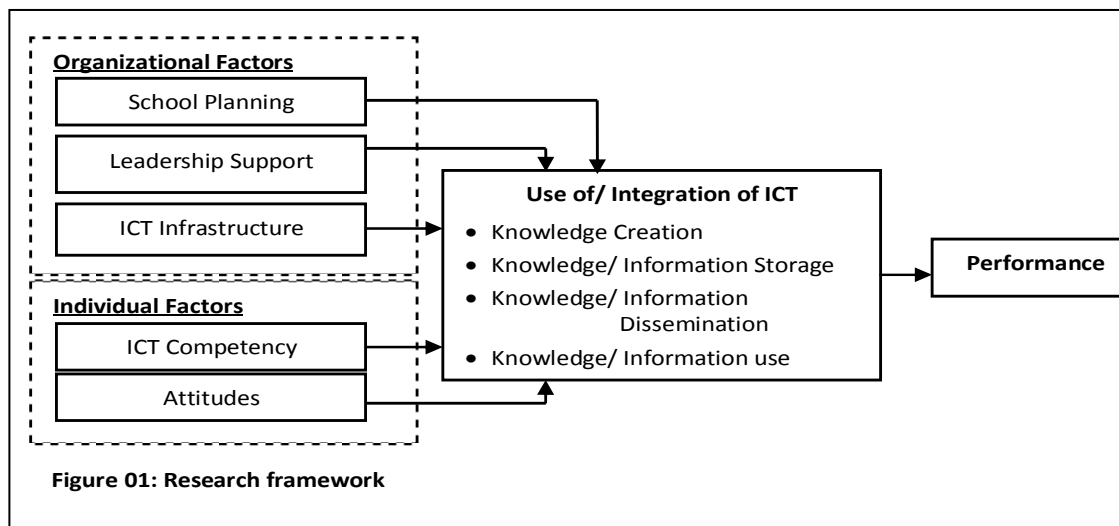 Organizational Factors
School Planning
Leadership Support
ICT Infrastructure
Individual Factors
ICT Competency
Attitudes
Use of/ Integration of ICT
• Knowledge Creation
• Knowledge/ Information Storage
• Knowledge/ Information
Dissemination
• Knowledge/ Information use
Performance
Figure 01: Research framework